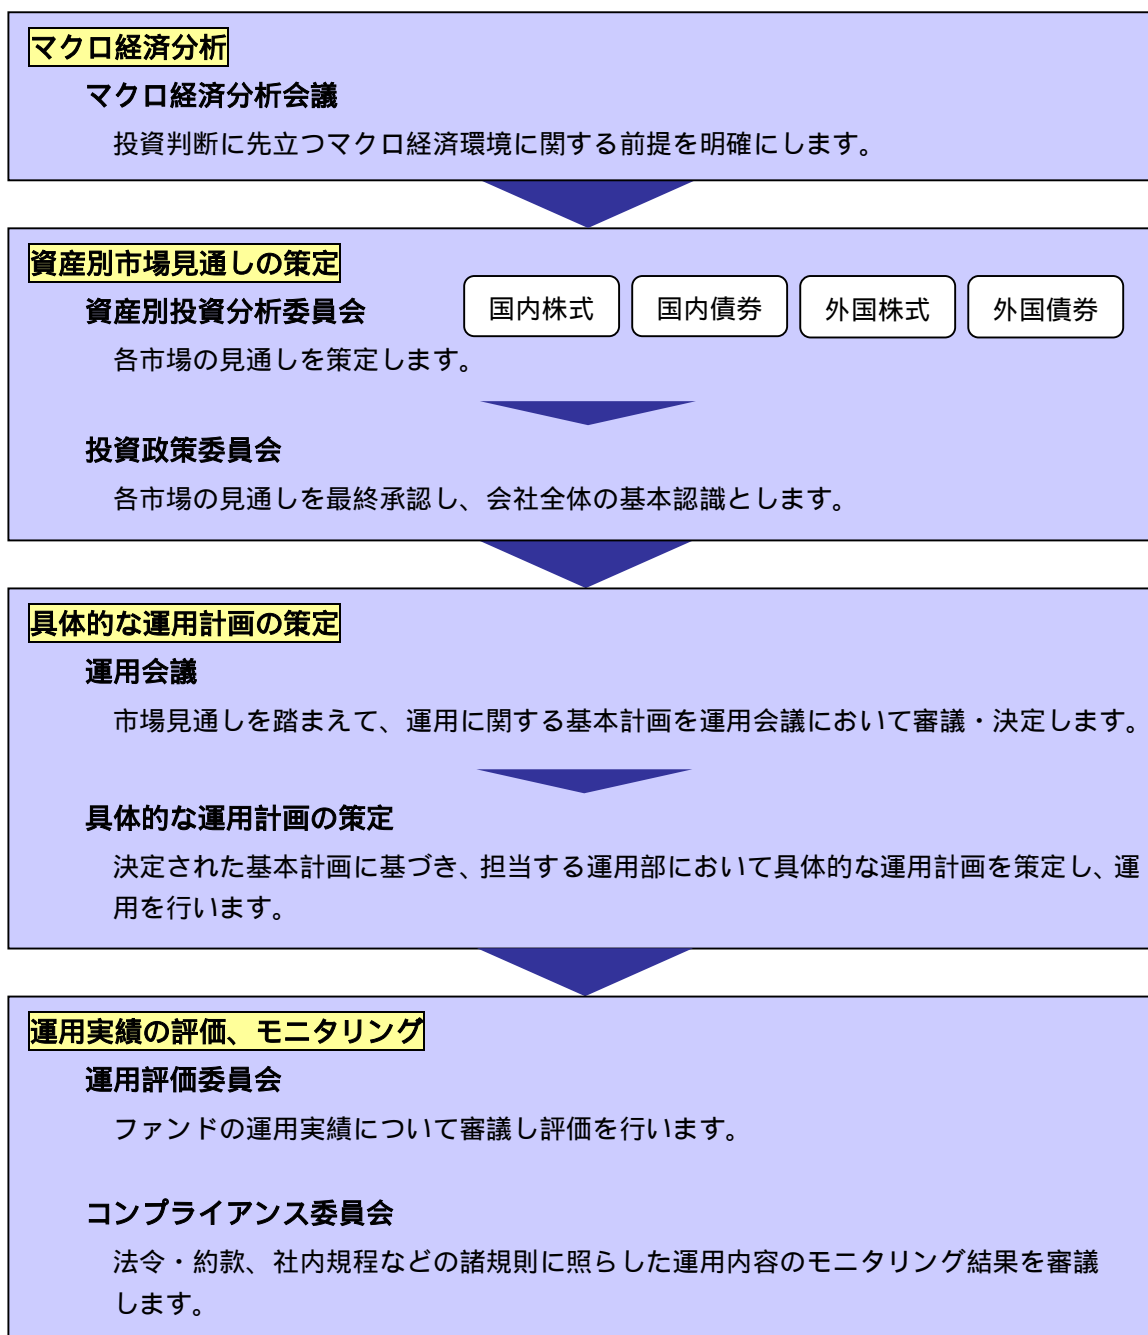 マクロ経済分析
マクロ経済分析会議
投資判断に先立つマクロ経済環境に関する前提を明確にします。
資産別市場見通しの策定
資産別投資分析委員会
国内株式
国内債券
外国株式
外国債券
各市場の見通しを策定します。
投資政策委員会
各市場の見通しを最終承認し、会社全体の基本認識とします。
具体的な運用計画の策定
運用会議
市場見通しを踏まえて、運用に関する基本計画を運用会議において審議・決定します。
具体的な運用計画の策定
決定された基本計画に基づき、担当する運用部において具体的な運用計画を策定し、運
用を行います。
運用実績の評価、モニタリング
運用評価委員会
ファンドの運用実績について審議し評価を行います。
コンプライアンス委員会
法令・約款、社内規程などの諸規則に照らした運用内容のモニタリング結果を審議
します。